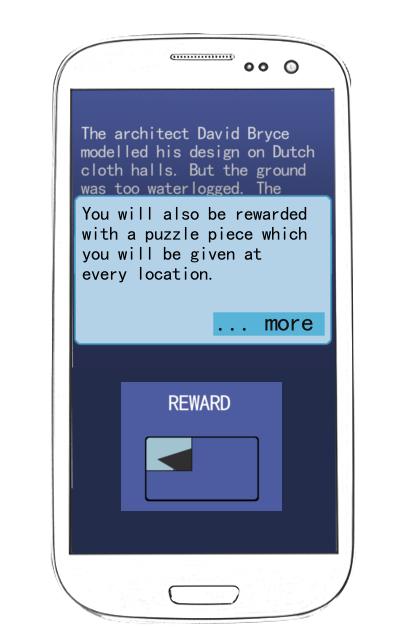 The architect David Bryce
modelled his design on Dutch
cloth halls. But the ground
was too waterlogged. The
You will also be rewarded
with a puzzle piece which
you will be given at
every location.
... more
REWARD